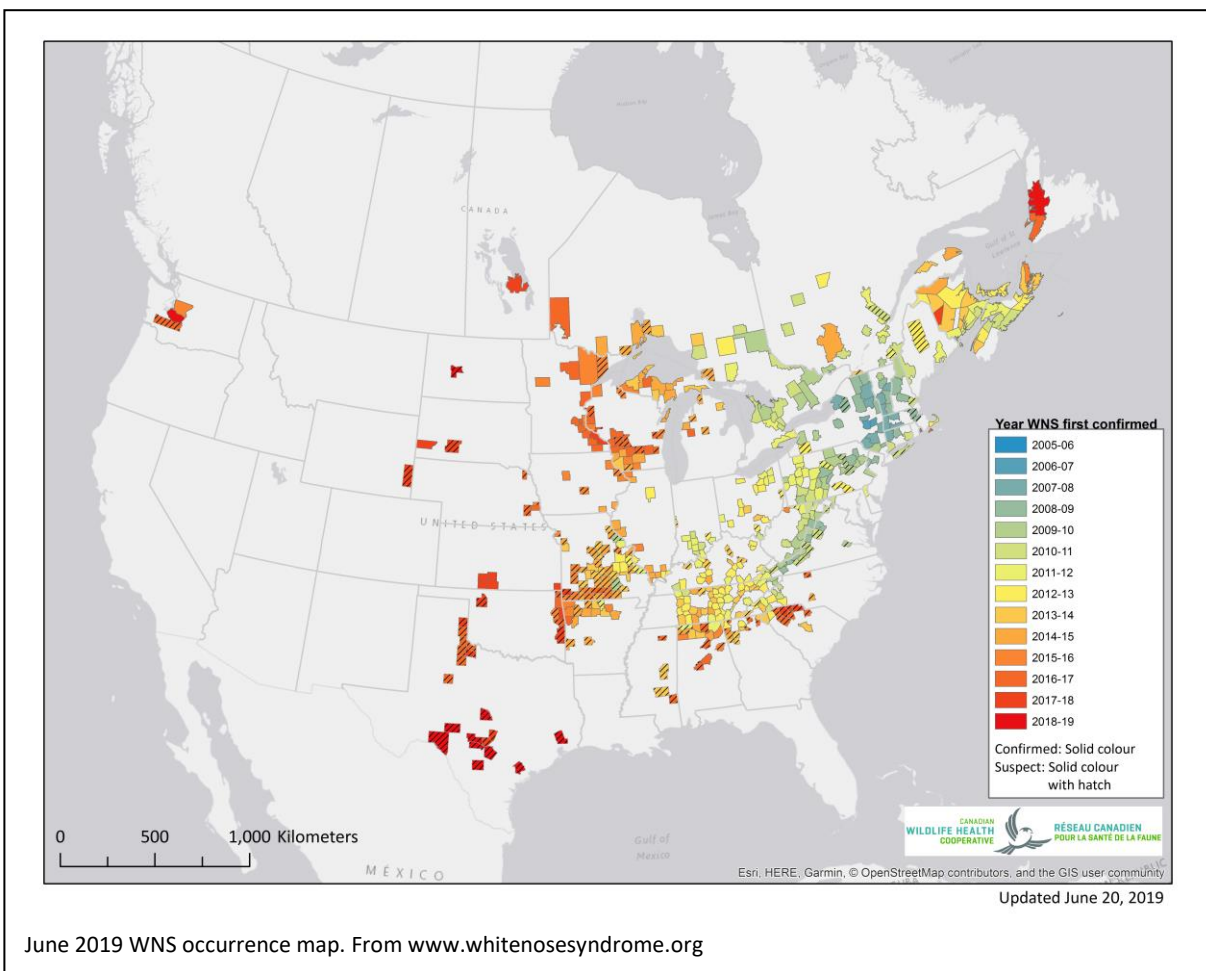 Hudson Bay
CANADA
James Bay
Gulf of St
Lawrence
UNITED STATES
Year WNS first confirmed
2005-06
2006-07
2007-08
2008-09
2009-10
2010-11
2011-12
2012-13
2013-14
2014-15
2015-16
2016-17
2017-18
2018-19
Confirmed: Solid colour
Suspect: Solid colour
with hatch
CANADIAN
WILDLIFE HEALTH
COOPERATIVE
RÉSEAU CANADIEN
POUR LA SANTÉ DE LA FAUNE
0 500 1,000 Kilometers
Gulf of
Mexico
MÉXICO
Esri, HERE, Garmin, © OpenStreetMap contributors, and the GIS user community
Updated June 20, 2019
June 2019 WNS occurrence map. From www.whitenosesyndrome.org